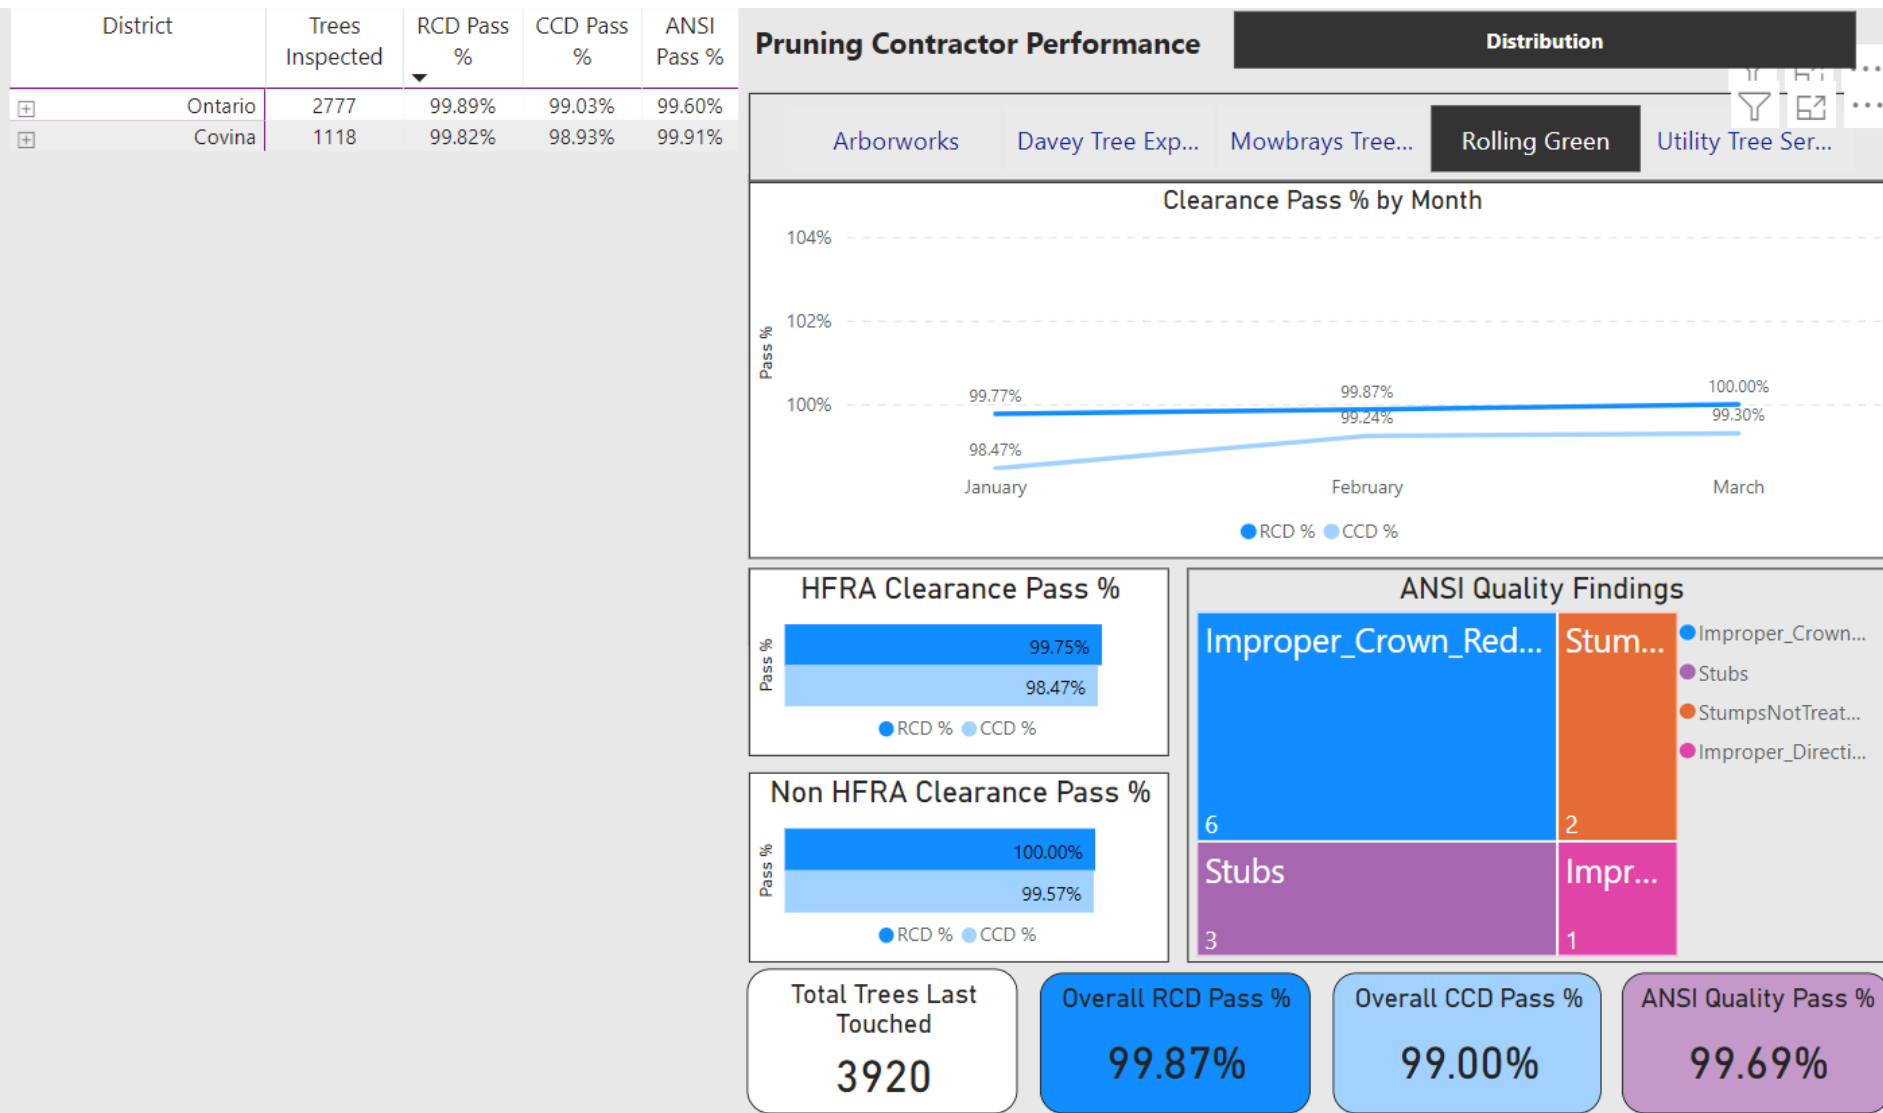 District
Trees Inspected
RCD Pass %
CCD Pass %
ANSI Pass %
Ontario 2777 99.89% 99.03% 99.60%
Covina 1118 99.82% 98.93% 99.91%
Pruning Contractor Performance
Distribution
Arborworks
Davey Tree Exp...
Mowbrays Tree...
Rolling Green
Utility Tree Ser...
Clearance Pass % by Month
Pass %
104%
102%
100%
99.77%
99.87%
100.00%
98.47%
99.24%
99.30%
January
February
March
RCD % CCD %
HFRA Clearance Pass %
Pass %
99.75%
98.47%
RCD % CCD %
Non HFRA Clearance Pass %
Pass %
100.00%
99.57%
RCD % CCD %
ANSI Quality Findings
Improper_Crown_Red...
6
Stum...
2
Stubs
3
Impr...
1
Improper_Crown...
Stubs
StumpsNotTreat...
Improper_Directi...
Total Trees Last
Touched
3920
Overall RCD Pass %
99.87%
Overall CCD Pass %
99.00%
ANSI Quality Pass %
99.69%